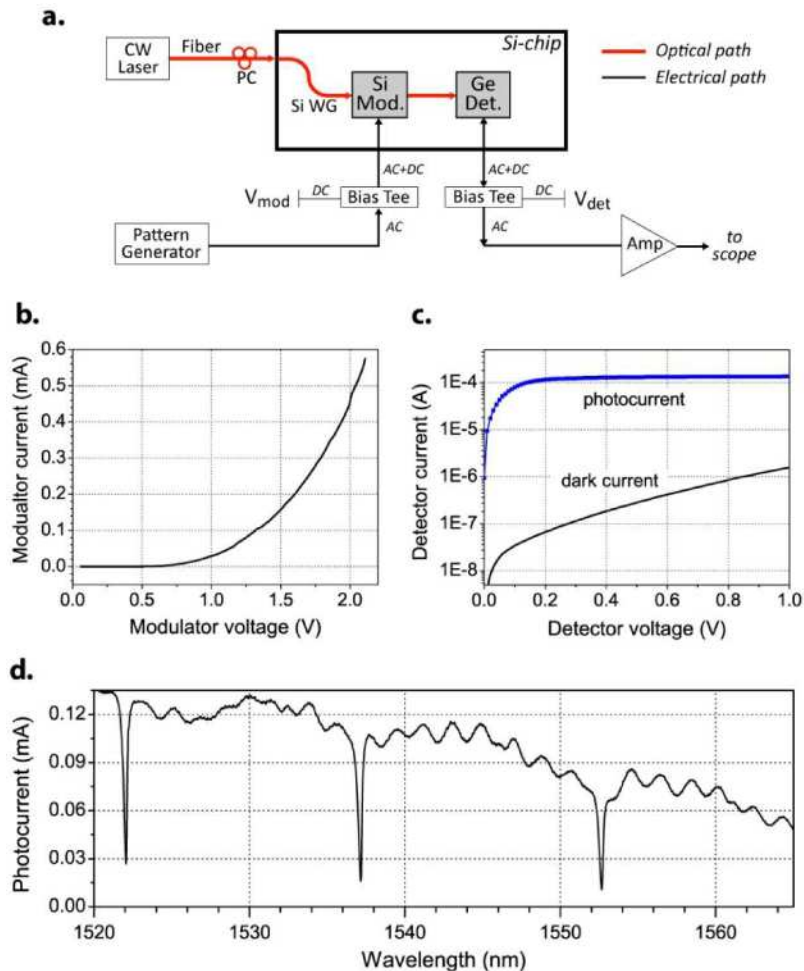 a.
CW
Laser
Fiber
PC
Si WG
Si-chip
Si
Mod.
Ge
Det.
Optical path
Electrical path
AC+DC
AC+DC
Vmod
DC
Bias Tee
Bias Tee
DC
Vdet
AC
AC
Pattern
Generator
Amp
to
scope
b.
Modualtor current (mA)
0.6
0.5
0.4
0.3
0.2
0.1
0.0
0.0 0.5 1.0 1.5 2.0
Modulator voltage (V)
c.
Detector current (A)
1E-4
1E-5
1E-6
1E-7
1E-8
photocurrent
dark current
0.0 0.2 0.4 0.6 0.8 1.0
Detector voltage (V)
d.
Photocurrent (mA)
0.12
0.09
0.06
0.03
0.00
1520 1530 1540 1550 1560
Wavelength (nm)